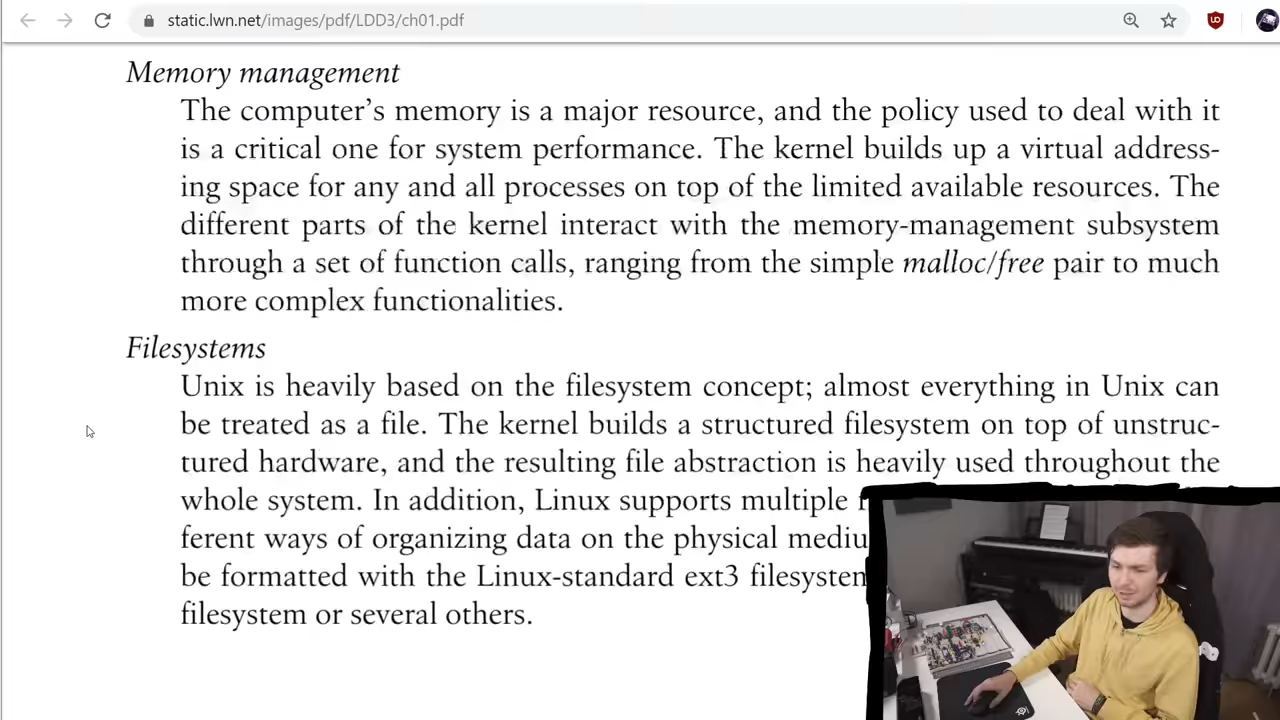 static.lwn.net/images/pdf/LDD3/ch01.pdf
Memory management
The computer's memory is a major resource, and the policy used to deal with it
is a critical one for system performance. The kernel builds up a virtual address-
ing space for any and all processes on top of the limited available resources. The
different parts of the kernel interact with the memory-management subsystem
through a set of function calls, ranging from the simple malloc/free pair to much
more complex functionalities.
Filesystems
Unix is heavily based on the filesystem concept; almost everything in Unix can
be treated as a file. The kernel builds a structured filesystem on top of unstruc-
tured hardware, and the resulting file abstraction is heavily used throughout the
whole system. In addition, Linux supports multiple
ferent ways of organizing data on the physical
be formatted with the Linux-standard ext3
filesystem or several others.